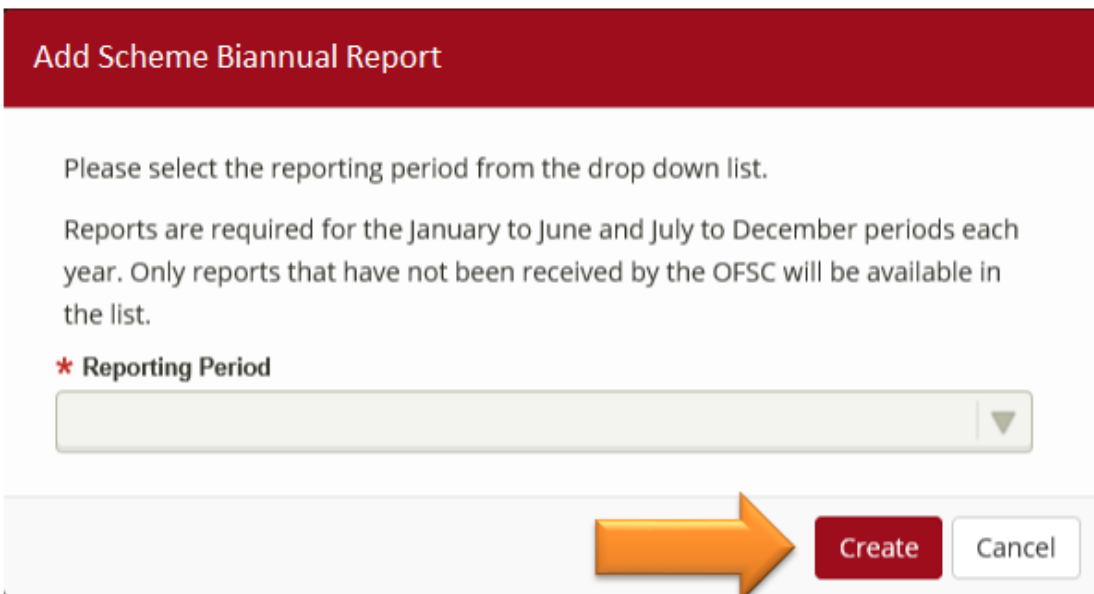 Add Scheme Biannual Report
Please select the reporting period from the drop down list.
Reports are required for the January to June and July to December periods each
year. Only reports that have not been received by the OFSC will be available in
the list.
* Reporting Period
Create
Cancel